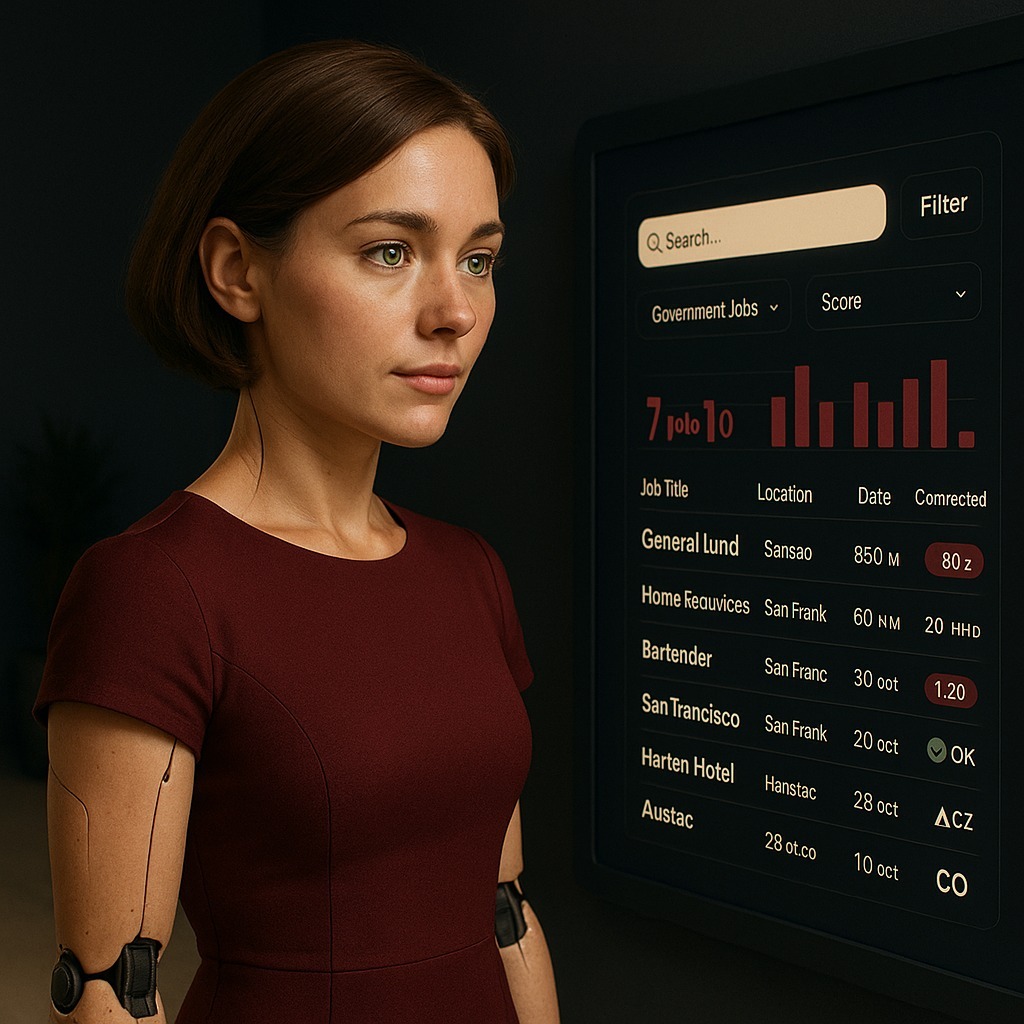 Search...
Filter
Government Jobs
Score
7 polo 10
Job Title Location Date Comrected
General Lund Sansao 850 M 80 z
Home Reauvices San Frank 60 NM 20 HHD
Bartender San Franc 30 oot 1.20
San Trancisco San Frank 20 oct OK
Harten Hotel Hanstac 28 oct ACZ
Austac 28 ot.co 10 oct CO